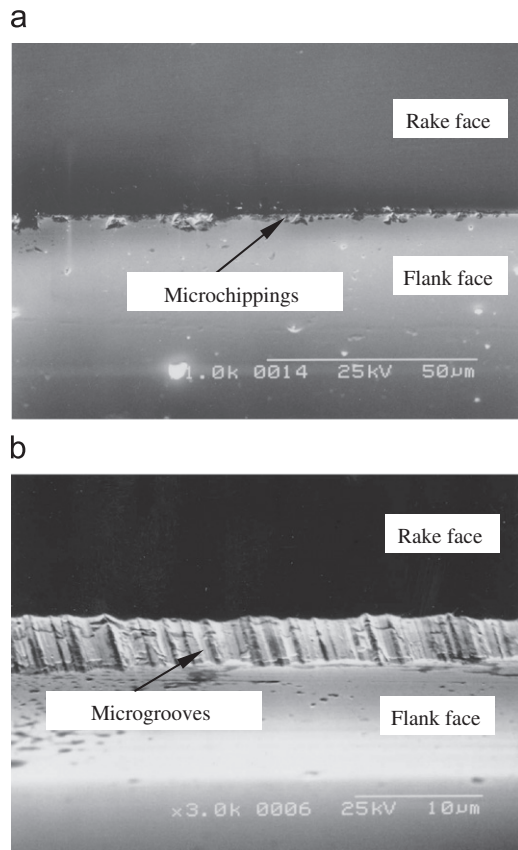 a
Rake face
Flank face
Microchippings
1.0k 0014 25kV 50µm
b
Rake face
Microgrooves
Flank face
x3.0k 0006 25kV 10µm